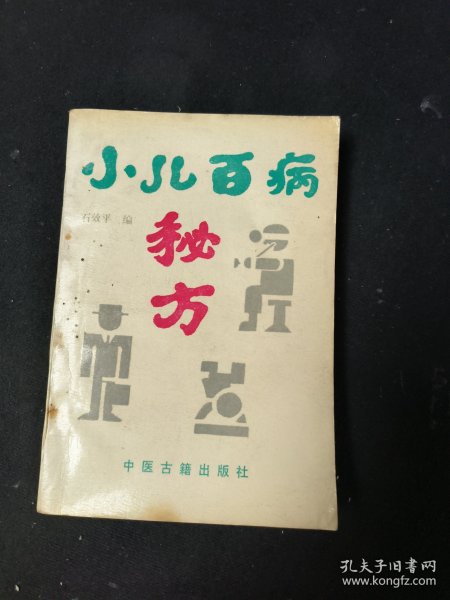 小儿百病
石效平 编
秘方
中医古籍出版社
孔夫子旧书网
www.kongfz.com